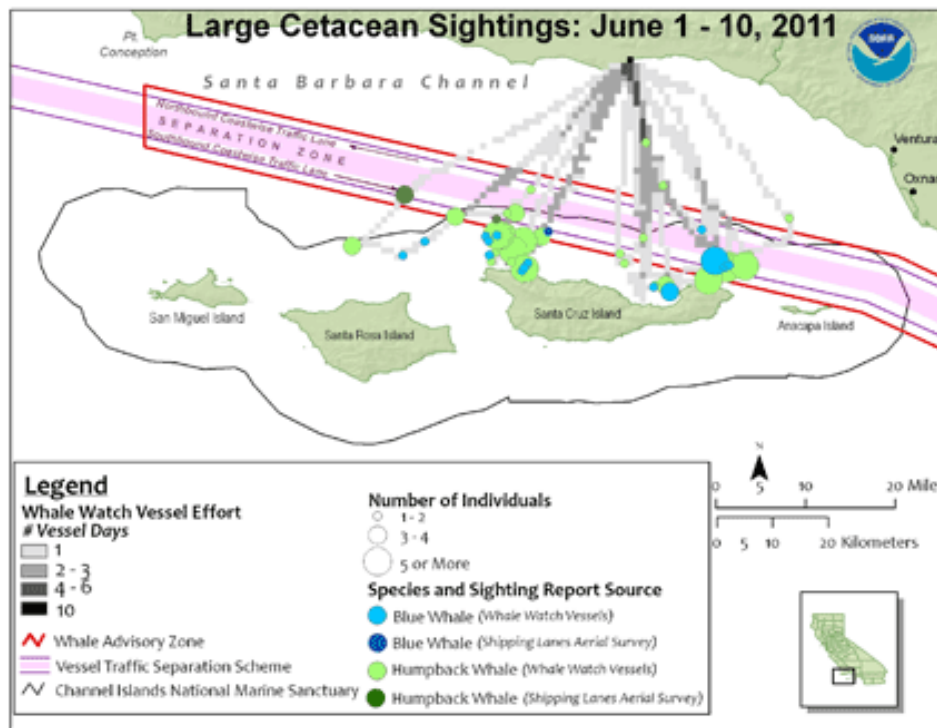 Large Cetacean Sightings: June 1 - 10, 2011
NOAA
Pt.
Conception
Santa Barbara Channel
Ventura
Oxnar
Northbound Coastwise Traffic Lane
SEPARATION ZONE
Southbound Coastwise Traffic Lane
San Miguel Island
Santa Rosa Island
Santa Cruz Island
Anacapa Island
N
0 5 10 20 Mile
0 5 10 20 Kilometers
Legend
Whale Watch Vessel Effort
# Vessel Days
1
2 - 3
4 - 6
10
Whale Advisory Zone
Vessel Traffic Separation Scheme
Channel Islands National Marine Sanctuary
Number of Individuals
1 - 2
3 - 4
5 or More
Species and Sighting Report Source
Blue Whale (Whale Watch Vessels)
Blue Whale (Shipping Lanes Aerial Survey)
Humpback Whale (Whale Watch Vessels)
Humpback Whale (Shipping Lanes Aerial Survey)